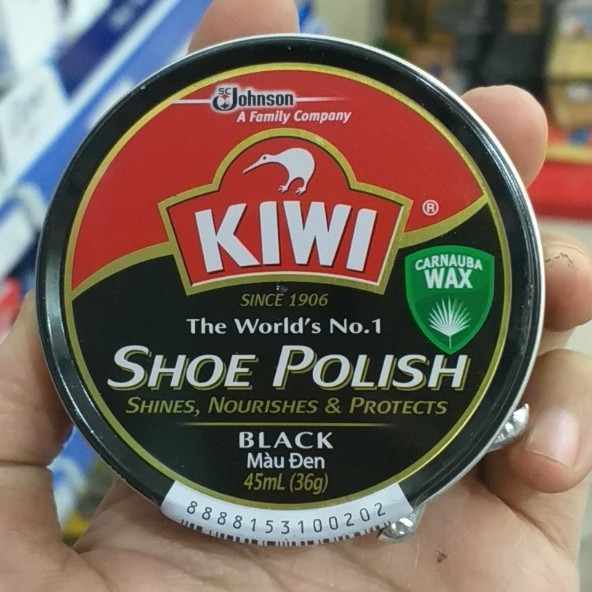 SC Johnson
A Family Company
KIWI ®
CARNAUBA
WAX
SINCE 1906
The World's No.1
SHOE POLISH
SHINES, NOURISHES & PROTECTS
BLACK
Màu Đen
45mL (36g)
8888153100202